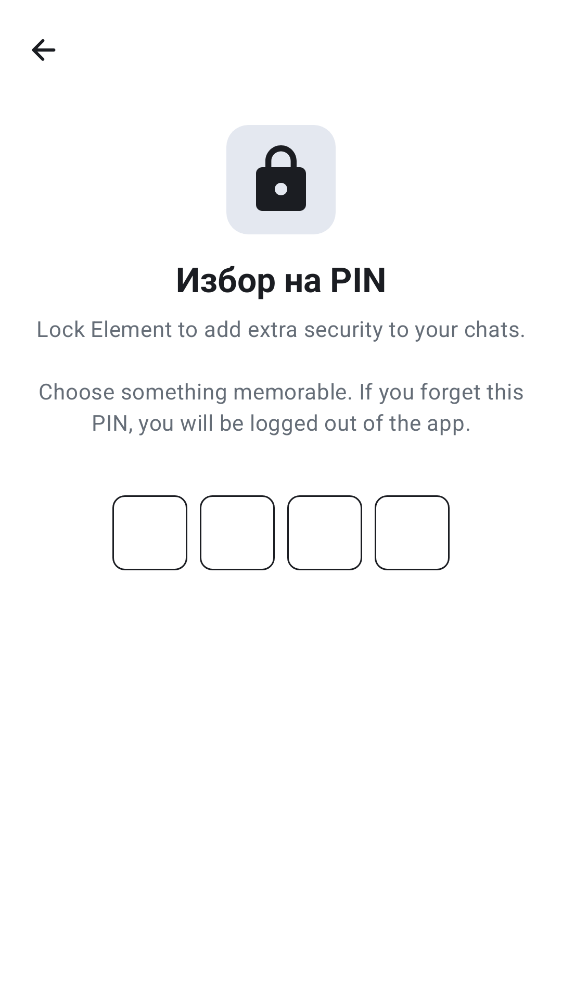 Избор на PIN
Lock Element to add extra security to your chats.
Choose something memorable. If you forget this
PIN, you will be logged out of the app.